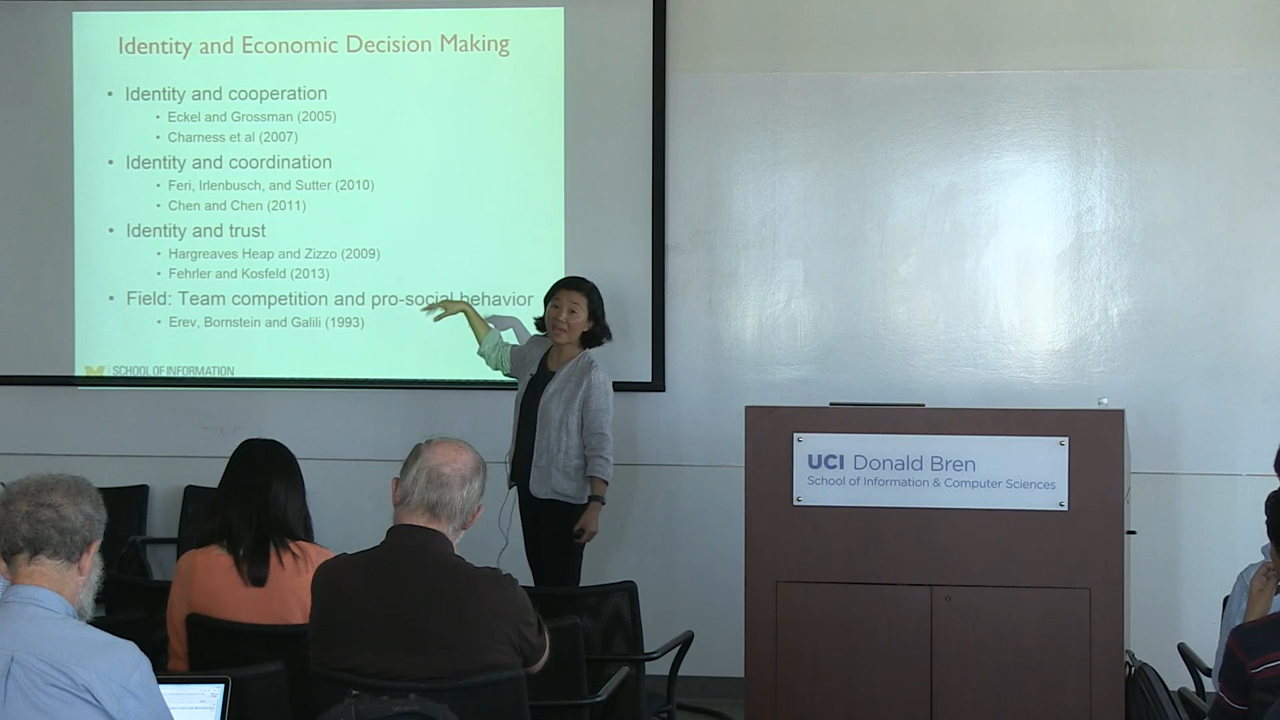 Identity and Economic Decision Making
• Identity and cooperation
• Eckel and Grossman (2005)
• Charness et al (2007)
• Identity and coordination
• Feri, Irlenbusch, and Sutter (2010)
• Chen and Chen (2011)
• Identity and trust
• Hargreaves Heap and Zizzo (2009)
• Fehrler and Kosfeld (2013)
• Field: Team competition and pro-social behavior
• Erev, Bornstein and Galili (1993)
M SCHOOL OF INFORMATION
UCI Donald Bren
School of Information & Computer Sciences